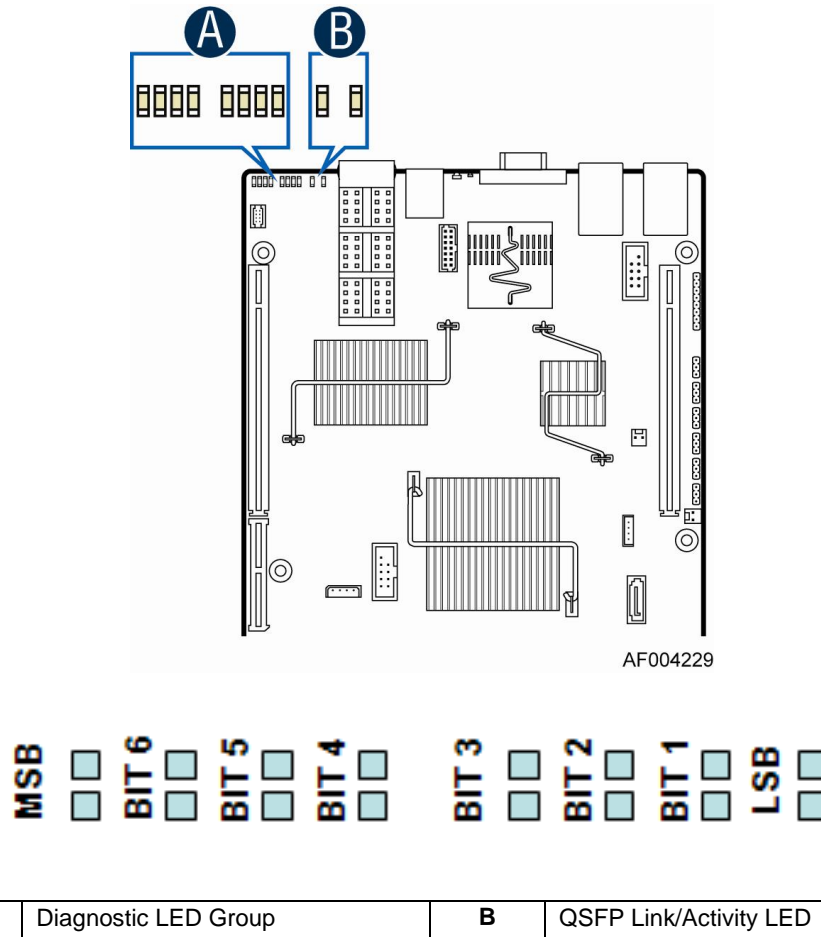 A B
AF004229
MSB BIT 6 BIT 5 BIT 4 BIT 3 BIT 2 BIT 1 LSB
Diagnostic LED Group B QSFP Link/Activity LED